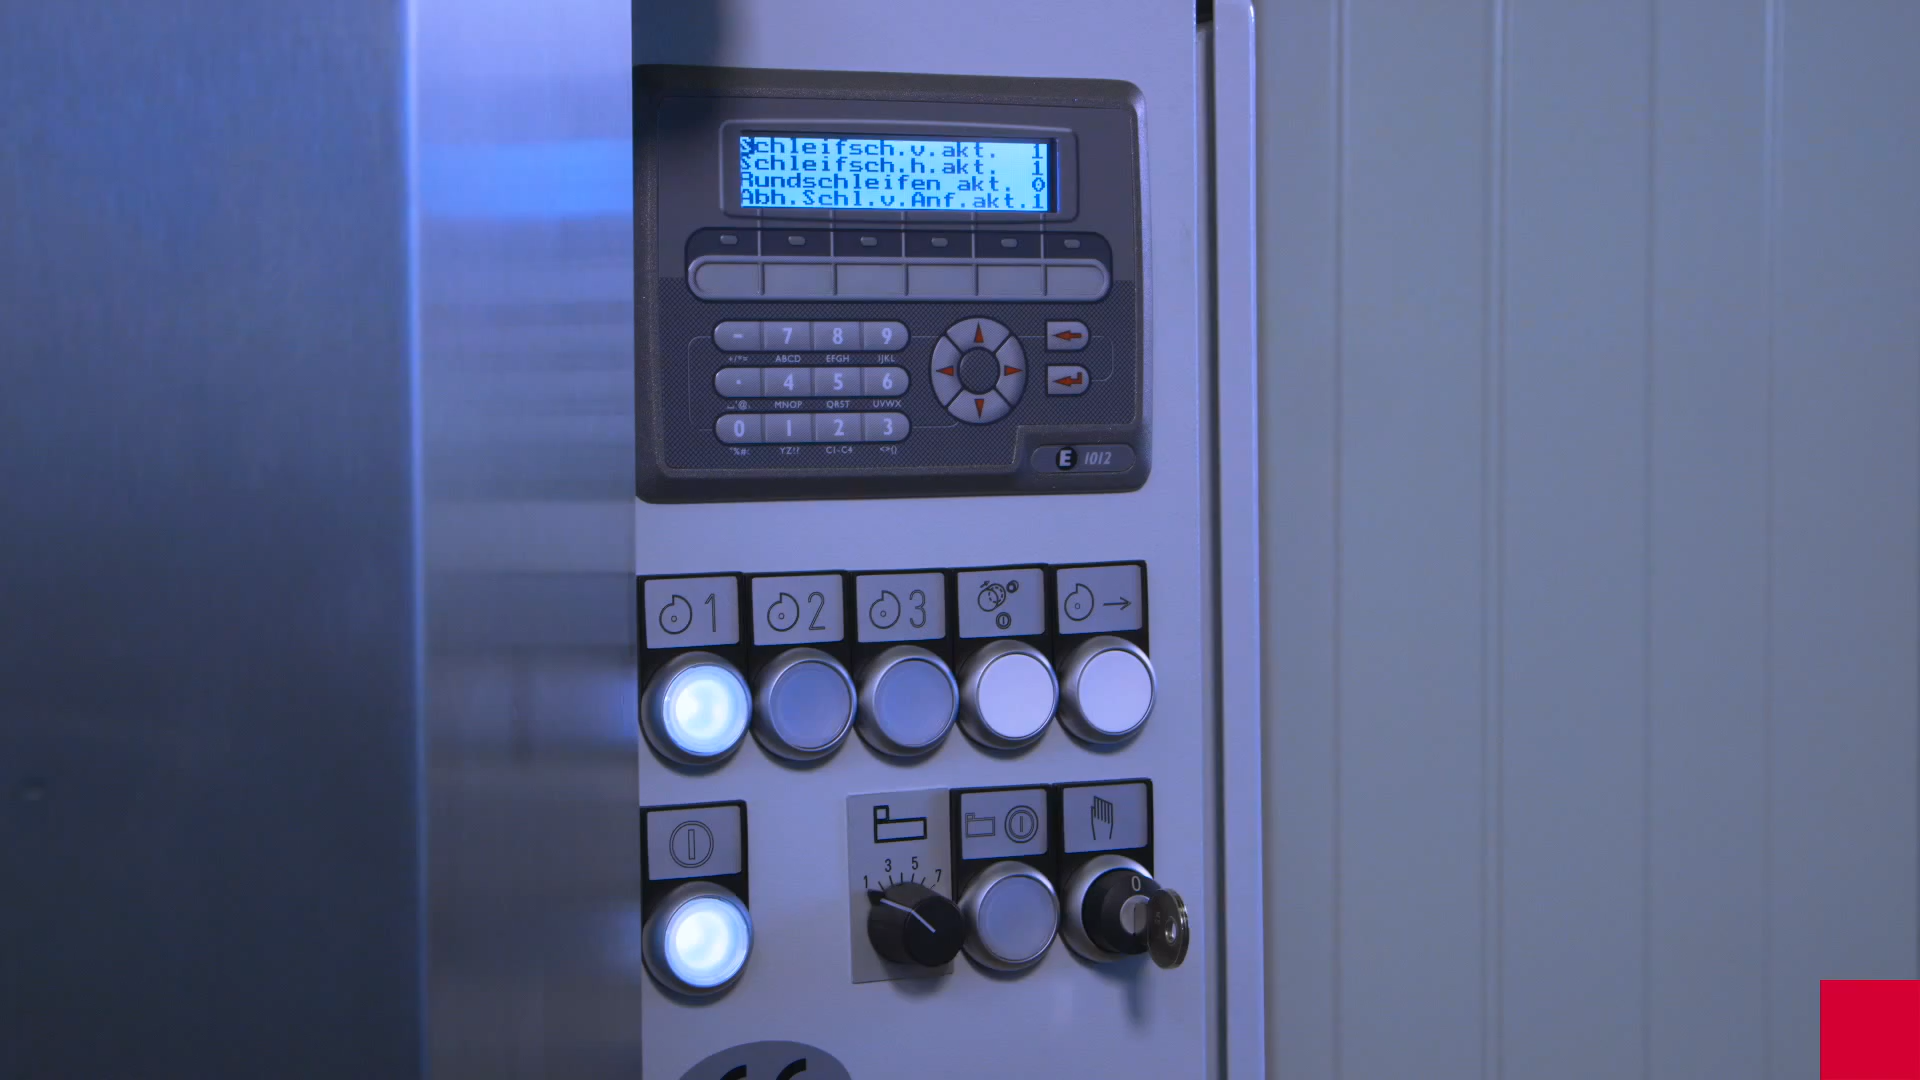 Schleifsch.v.akt. 1
Schleifsch.h.akt. 1
Rundschleifen akt. 0
Abh.Schl.v.Anf.akt.1
- 7 8 9
+/*= ABCD EFGH IJKL
. 4 5 6
MNOP QRST UVWX
0 1 2 3
°%#: YZ!? C1-C4 <>()
E 1012
1 2 3
1 3 5 7
0
CE